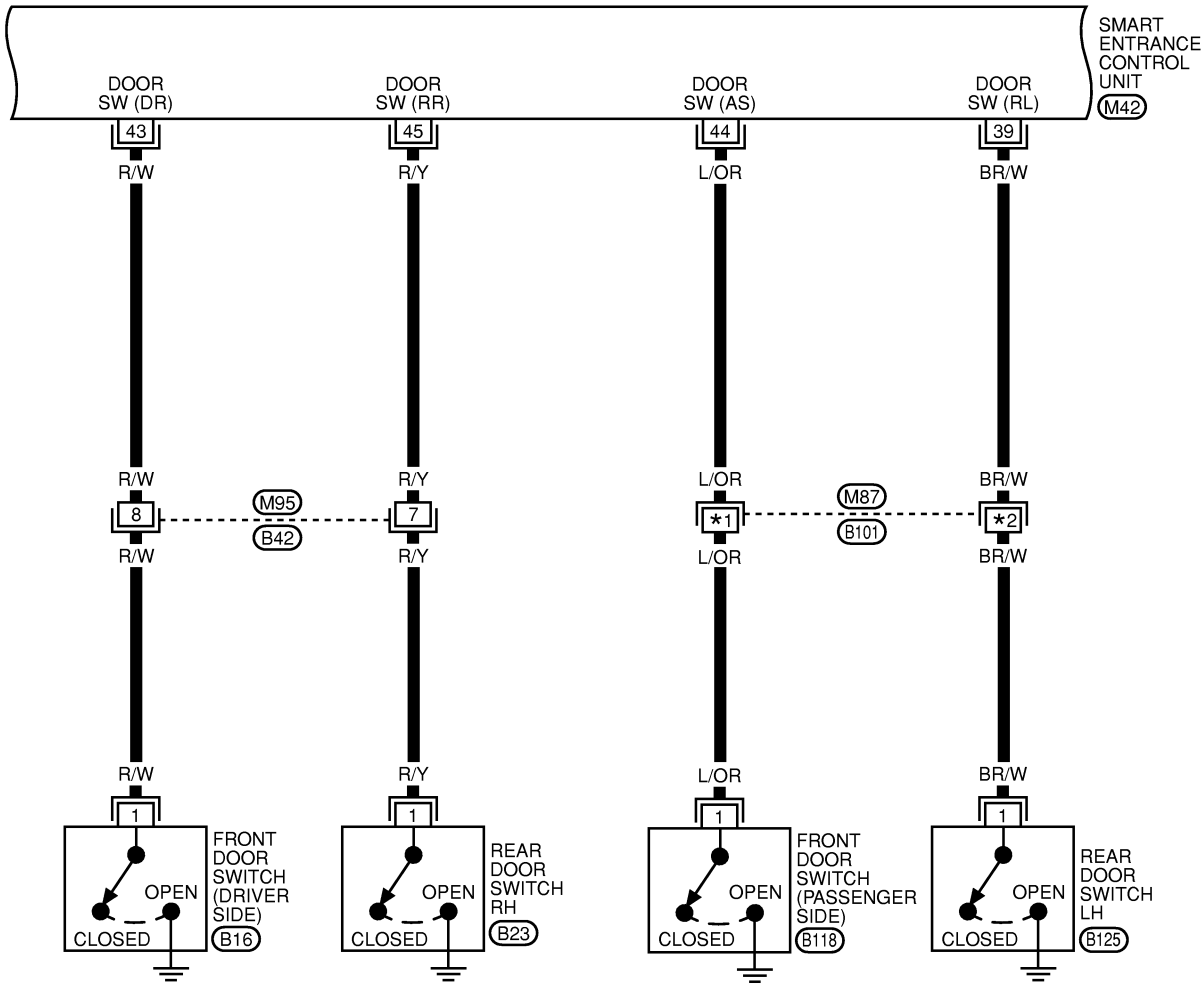 SMART
ENTRANCE
CONTROL
UNIT
M42
DOOR
SW (DR)
DOOR
SW (RR)
DOOR
SW (AS)
DOOR
SW (RL)
43
45
44
39
R/W
R/Y
L/OR
BR/W
R/W
R/Y
L/OR
BR/W
8
M95
B42
7
*1
M87
B101
*2
R/W
R/Y
L/OR
BR/W
R/W
R/Y
L/OR
BR/W
1
1
1
1
OPEN
CLOSED
FRONT
DOOR
SWITCH
(DRIVER
SIDE)
B16
OPEN
CLOSED
REAR
DOOR
SWITCH
RH
B23
OPEN
CLOSED
FRONT
DOOR
SWITCH
(PASSENGER
SIDE)
B118
OPEN
CLOSED
REAR
DOOR
SWITCH
LH
B125